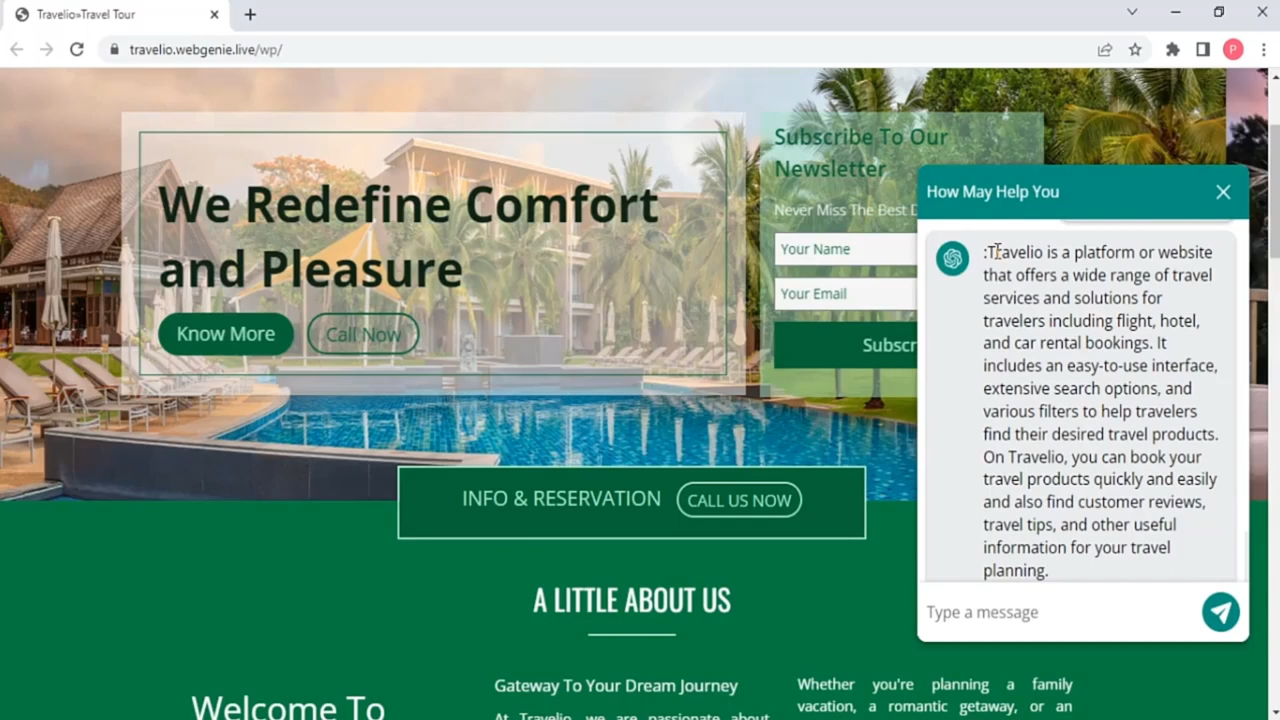 Travelio»Travel Tour
travelio.webgenie.live/wp/
P
We Redefine Comfort
and Pleasure
Know More
Call Now
Subscribe To Our
Newsletter
Never Miss The Best
Your Name
Your Email
INFO & RESERVATION
CALL US NOW
A LITTLE ABOUT US
Welcome To
Gateway To Your Dream Journey
At Travelio, we are passionate about
Whether you're planning a family
vacation, a romantic getaway, or an
How May Help You
:Travelio is a platform or website
that offers a wide range of travel
services and solutions for
travelers including flight, hotel,
and car rental bookings. It
includes an easy-to-use interface,
extensive search options, and
various filters to help travelers
find their desired travel products.
On Travelio, you can book your
travel products quickly and easily
and also find customer reviews,
travel tips, and other useful
information for your travel
planning.
Type a message